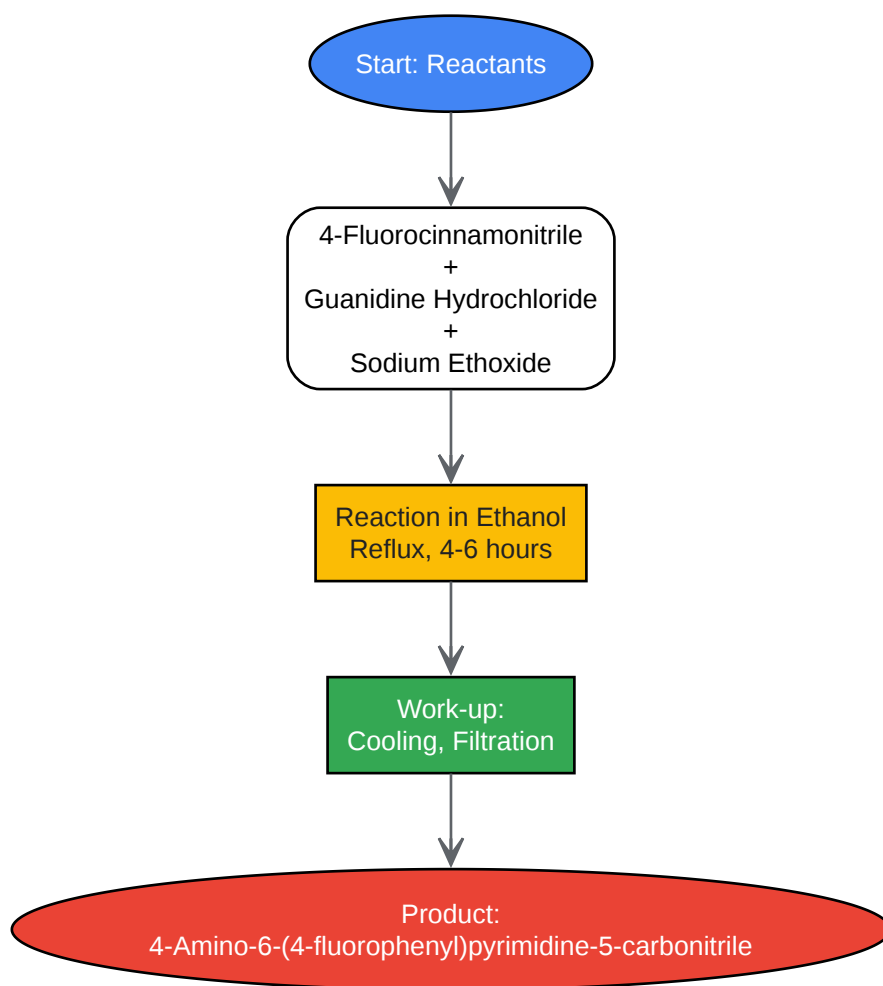 Start: Reactants
4-Fluorocinnamonitrile
+
Guanidine Hydrochloride
+
Sodium Ethoxide
Reaction in Ethanol
Reflux, 4-6 hours
Work-up:
Cooling, Filtration
Product:
4-Amino-6-(4-fluorophenyl)pyrimidine-5-carbonitrile